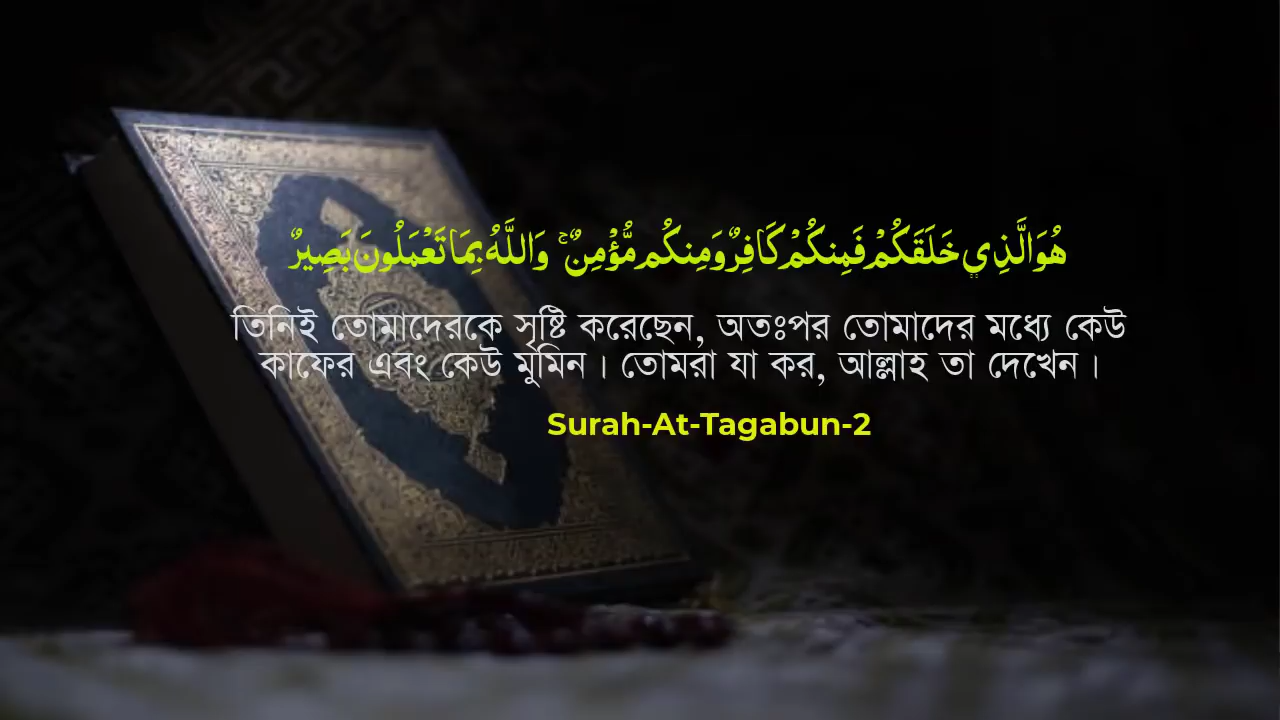 هُوَ الَّذِي خَلَقَكُمْ فَمِنكُمْ كَافِرٌ وَمِنكُم مُّؤْمِنٌ ۚ وَاللَّهُ بِمَا تَعْمَلُونَ بَصِيرٌ
তিনিই তোমাদেরকে সৃষ্টি করেছেন, অতঃপর তোমাদের মধ্যে কেউ
কাফের এবং কেউ মুমিন। তোমরা যা কর, আল্লাহ তা দেখেন।
Surah-At-Tagabun-2